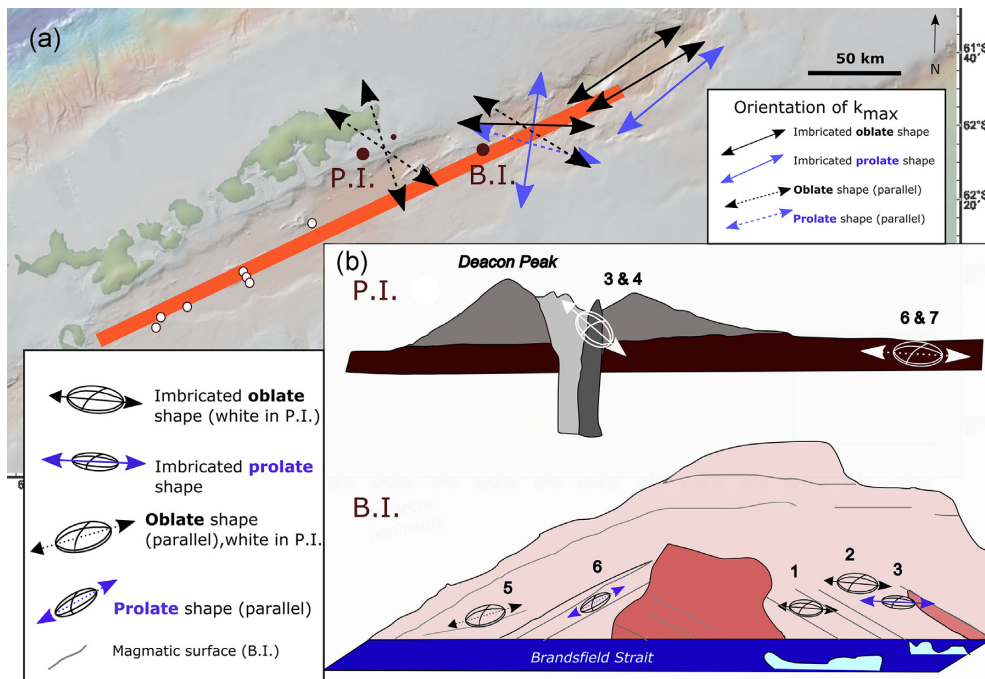 (a)
50 km
N
61°S
40'
62°S
62°S
20'
P.I.
B.I.
Orientation of kmax
Imbricated oblate shape
Imbricated prolate shape
Oblate shape (parallel)
Prolate shape (parallel)
(b)
Deacon Peak
P.I.
3 & 4
6 & 7
Imbricated oblate
shape (white in P.I.)
Imbricated prolate
shape
Oblate shape
(parallel),white in P.I.
Prolate shape (parallel)
Magmatic surface (B.I.)
B.I.
5
6
1
2
3
Brandsfield Strait